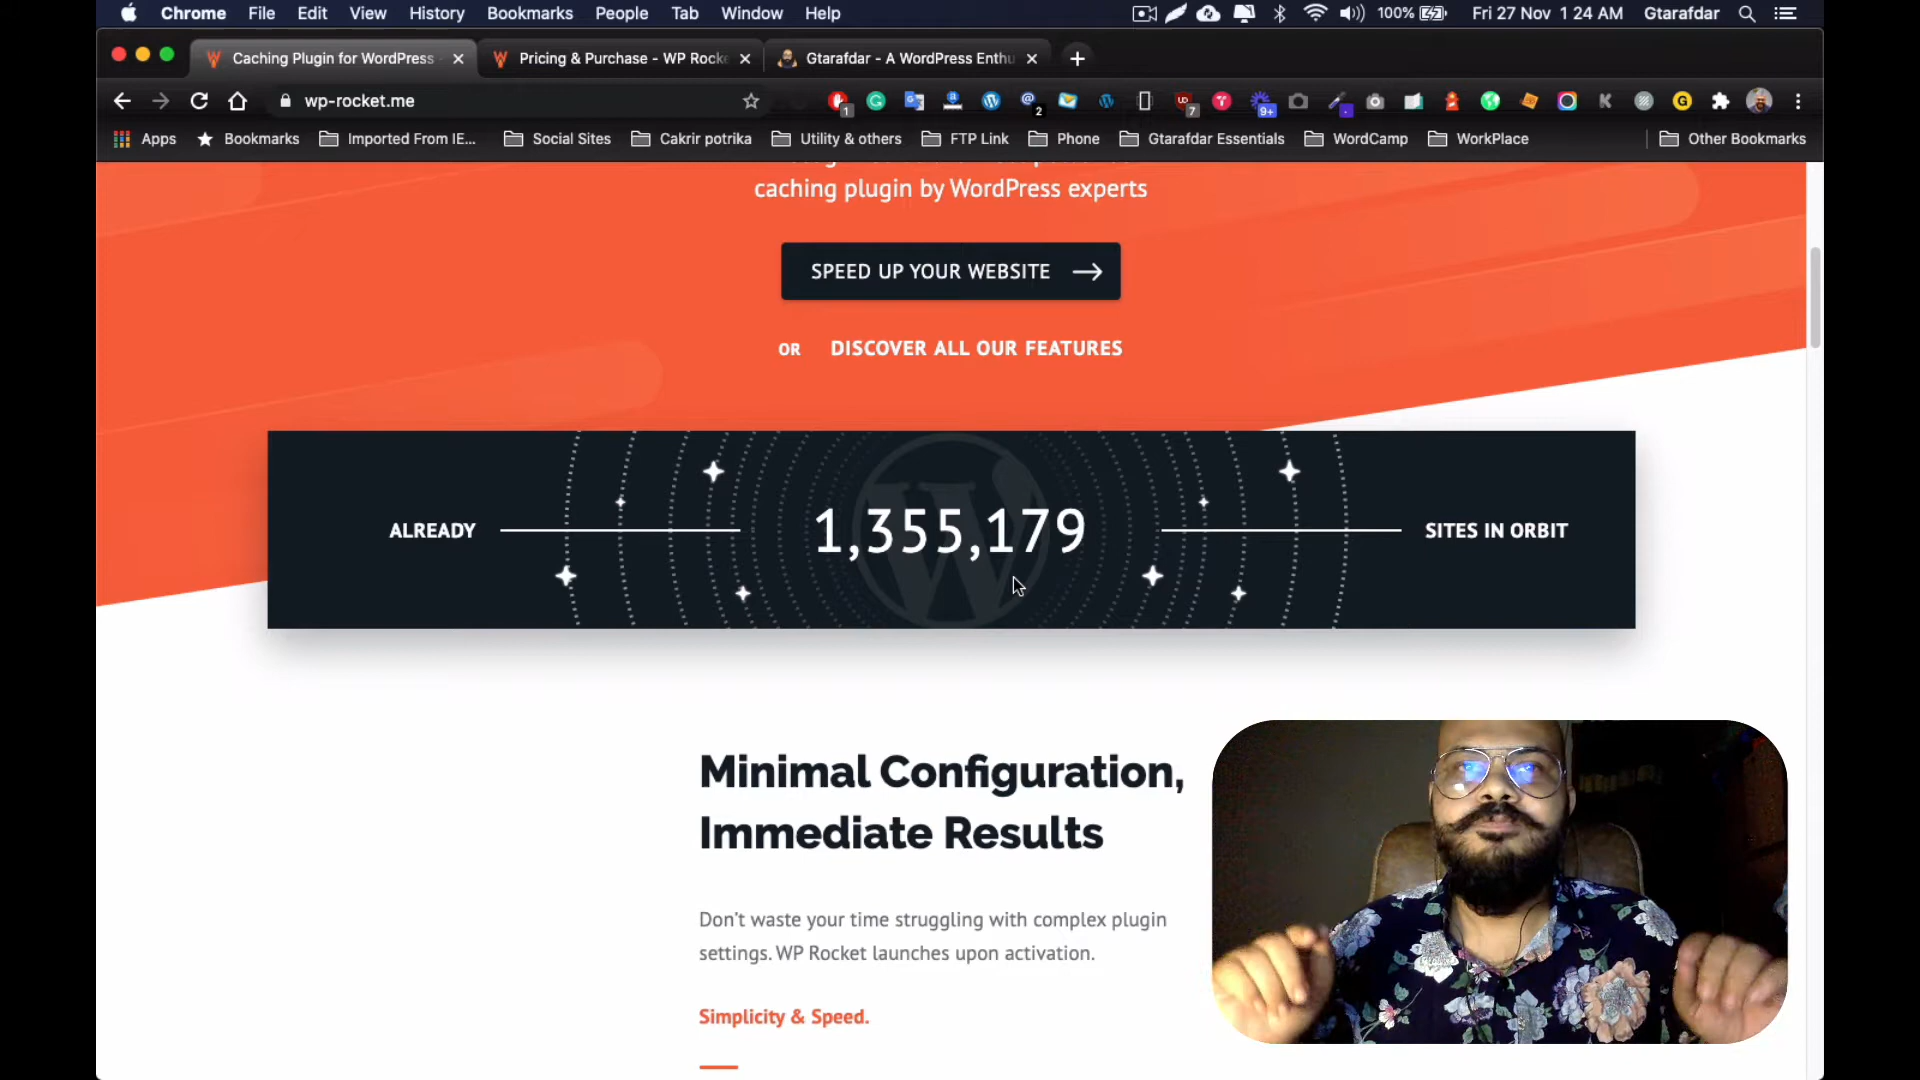 Chrome File Edit View History Bookmarks People Tab Window Help 100% Fri 27 Nov 1 24 AM Gtarafdar
Caching Plugin for WordPress Pricing & Purchase - WP Rocke Gtarafdar - A WordPress Enthu
wp-rocket.me
Apps Bookmarks Imported From IE... Social Sites Cakrir potrika Utility & others FTP Link Phone Gtarafdar Essentials WordCamp WorkPlace Other Bookmarks
caching plugin by WordPress experts
SPEED UP YOUR WEBSITE
OR DISCOVER ALL OUR FEATURES
ALREADY 1,355,179 SITES IN ORBIT
Minimal Configuration,
Immediate Results
Don't waste your time struggling with complex plugin
settings. WP Rocket launches upon activation.
Simplicity & Speed.